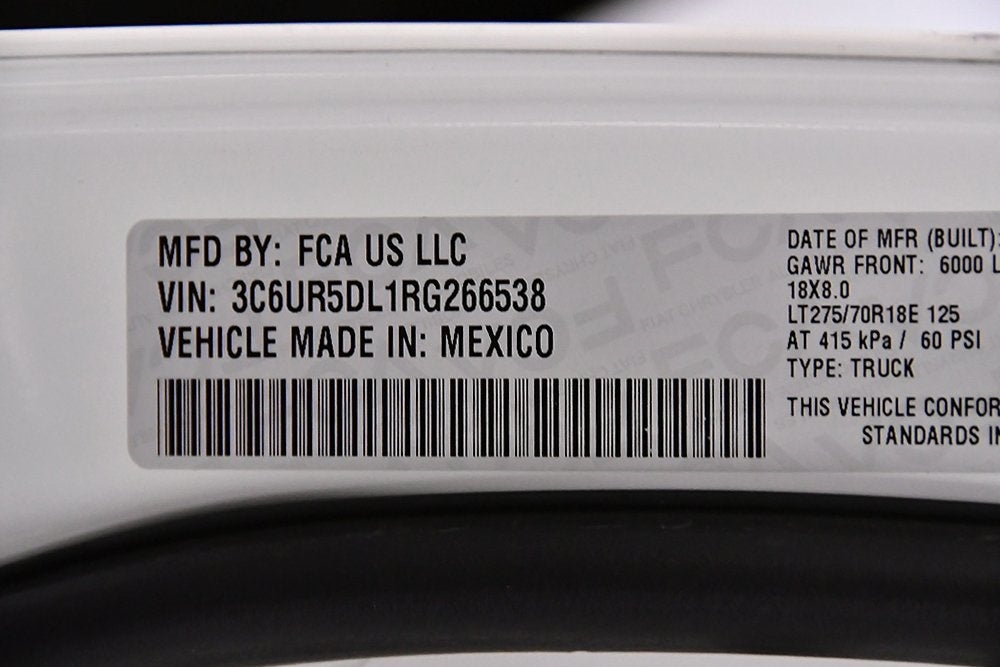 MFD BY: FCA US LLC
VIN: 3C6UR5DL1RG266538
VEHICLE MADE IN: MEXICO
DATE OF MFR (BUILT):
GAWR FRONT: 6000 L
18X8.0
LT275/70R18E 125
AT 415 kPa / 60 PSI
TYPE: TRUCK
THIS VEHICLE CONFOR
STANDARDS IN